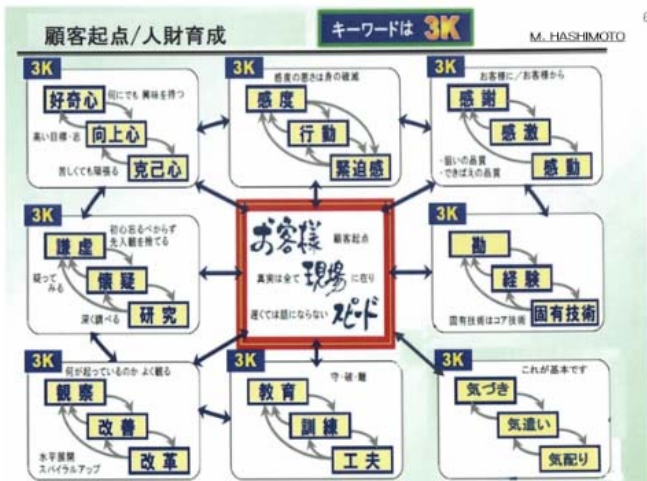 顧客起点/人財育成
キーワードは 3K
M. HASHIMOTO
6
3K
好奇心
何にでも 興味を持つ
高い目標・志
向上心
苦しくても頑張る
克己心
3K
感度の悪さは身の破滅
感度
行動
緊迫感
3K
お客様に/お客様から
感謝
感激
・狙いの品質
・できばえの品質
感動
3K
謙虚
初心忘るべからず
先入観を捨てる
疑って
みる
懐疑
深く調べる
研究
お客様 顧客起点
真実は全て 現場 に在り
遅くては話にならない スピード
3K
勘
経験
固有技術
固有技術はコア技術
3K
何が起っているのか よく観る
観察
改善
水平展開
スパイラルアップ
改革
3K
守・破・離
教育
訓練
工夫
3K
これが基本です
気づき
気遣い
気配り